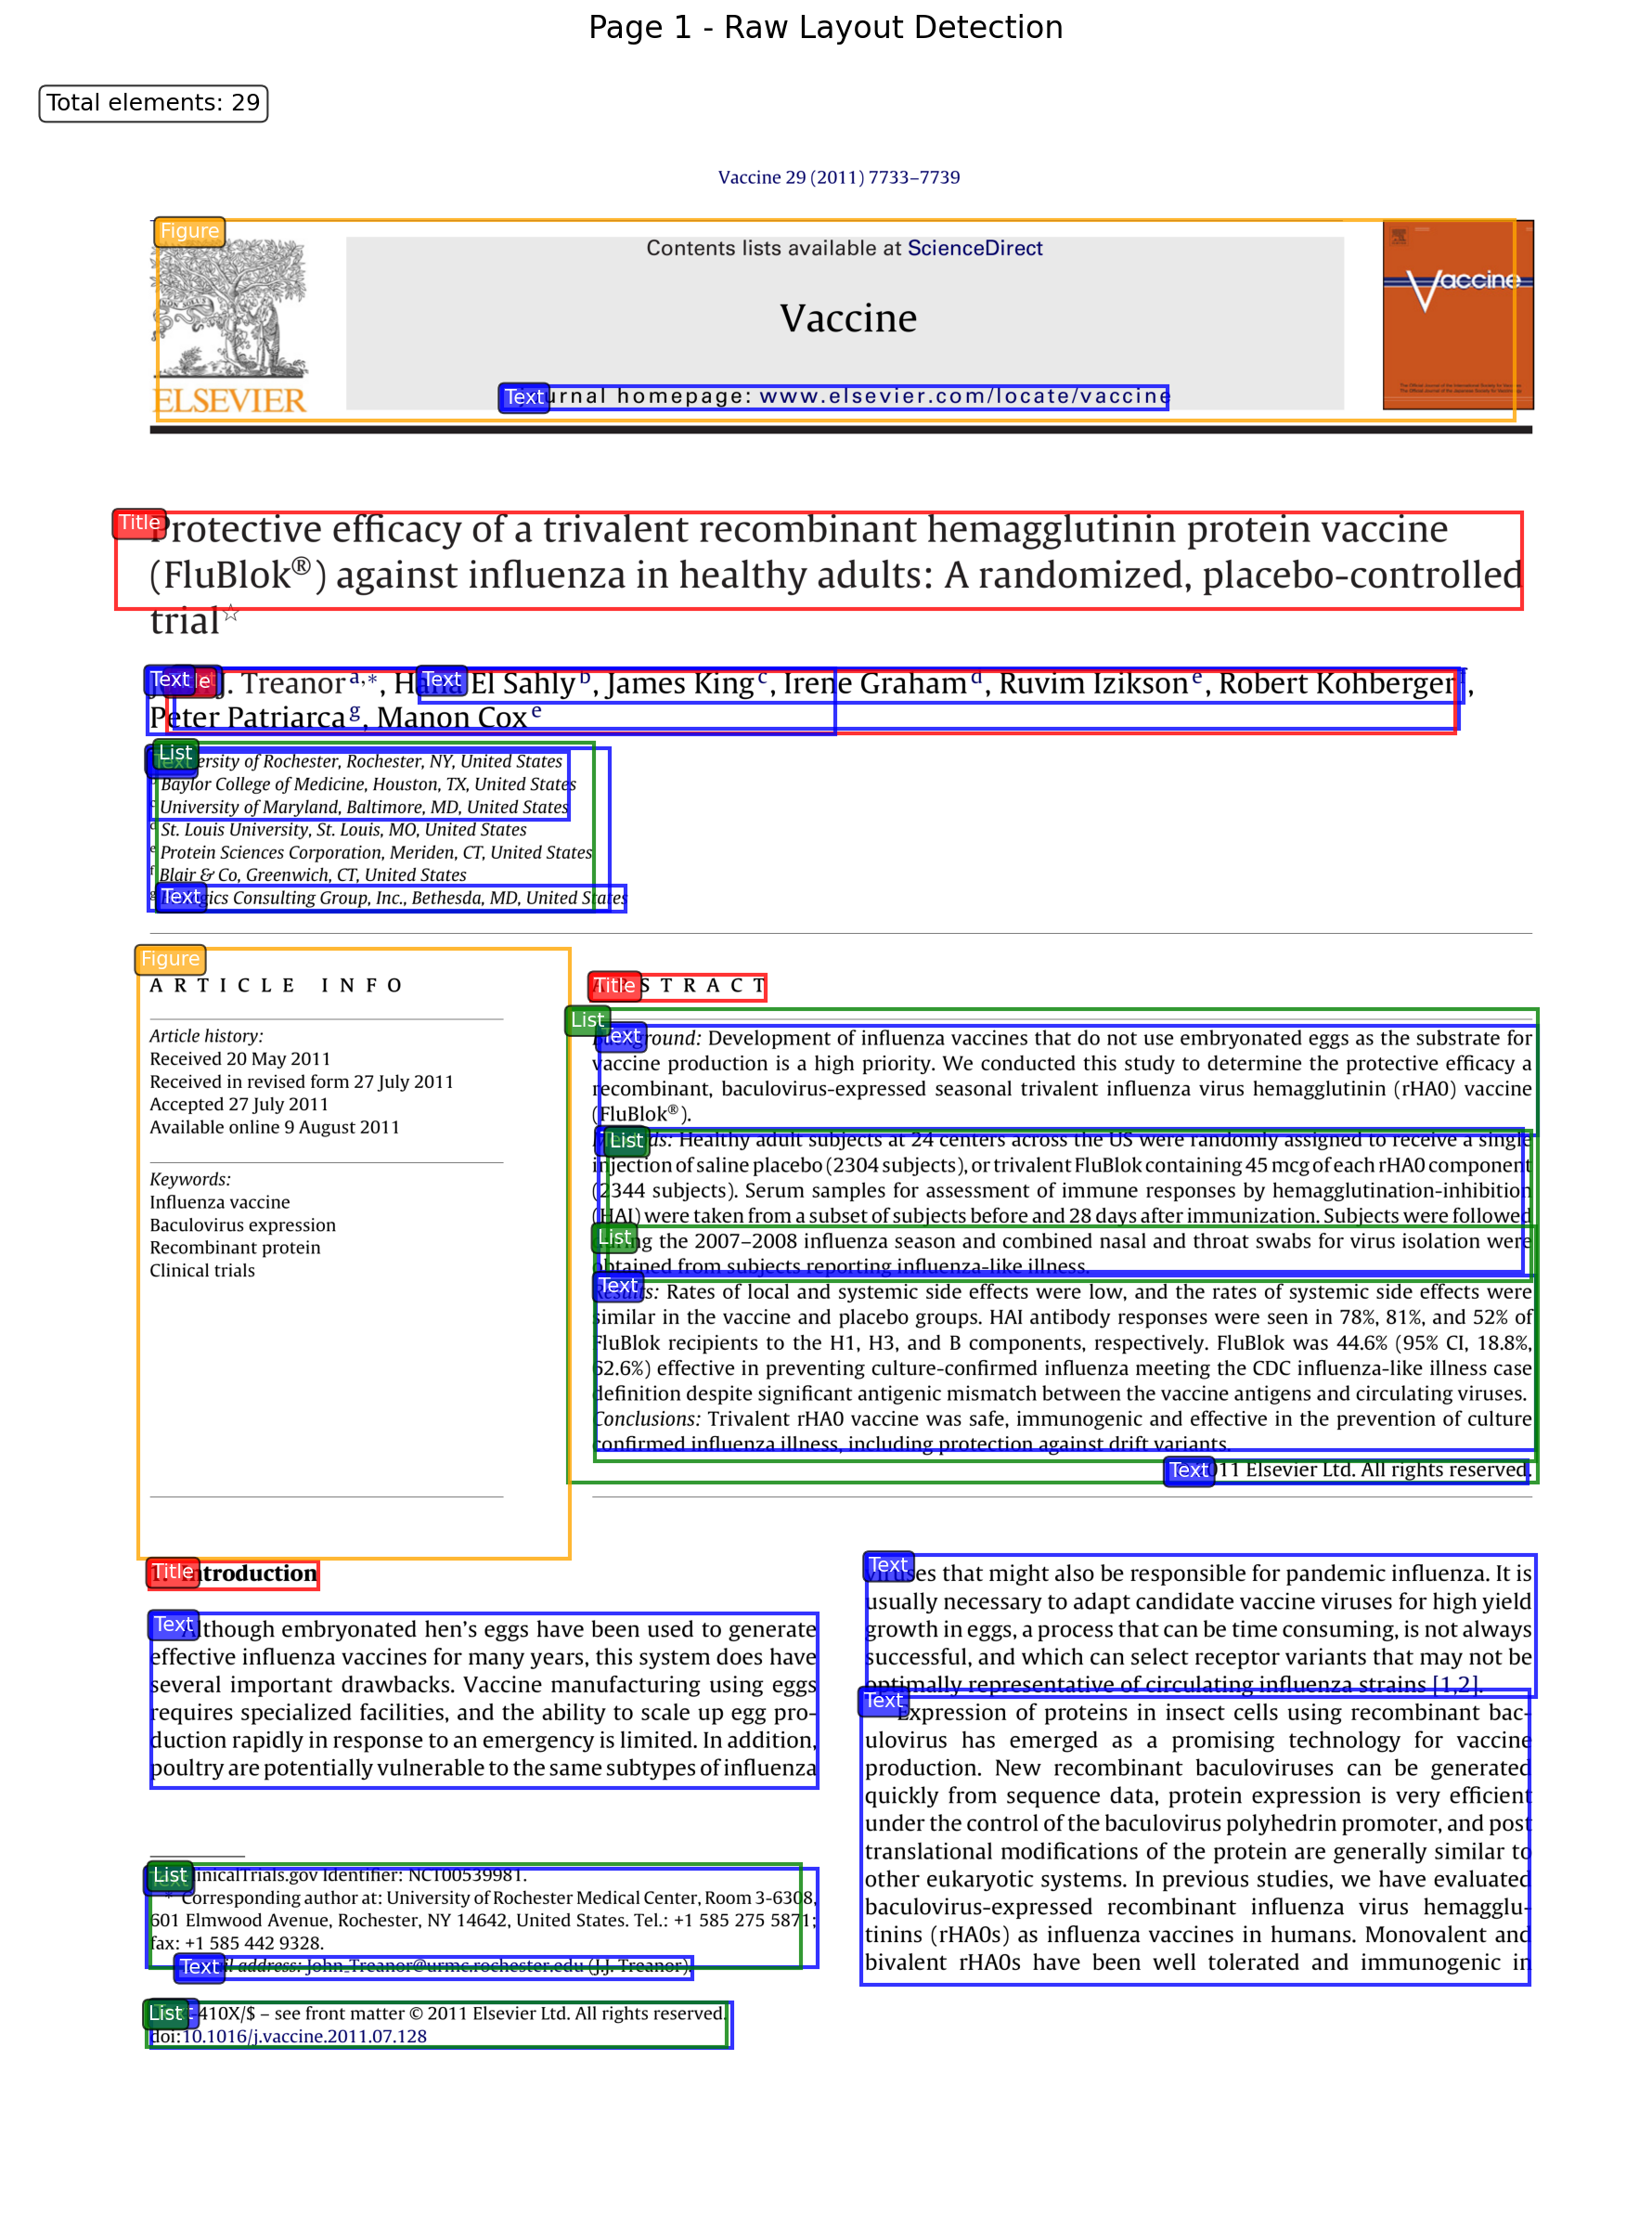 Page 1 - Raw Layout Detection
Total elements: 29
Vaccine 29 (2011) 7733–7739
Figure
Contents lists available at ScienceDirect
Vaccine
ELSEVIER
Text urnal homepage: www.elsevier.com/locate/vaccine
Vaccine
Title
Protective efficacy of a trivalent recombinant hemagglutinin protein vaccine
(FluBlok®) against influenza in healthy adults: A randomized, placebo-controlled
trial☆
Text Text
J. Treanor a,∗, Hana El Sahly b, James King c, Irene Graham d, Ruvim Izikson e, Robert Kohberger f,
Peter Patriarca g, Manon Cox e
List
ersity of Rochester, Rochester, NY, United States
Baylor College of Medicine, Houston, TX, United States
c University of Maryland, Baltimore, MD, United States
d St. Louis University, St. Louis, MO, United States
e Protein Sciences Corporation, Meriden, CT, United States
f Blair & Co, Greenwich, CT, United States
Text
g gics Consulting Group, Inc., Bethesda, MD, United States
Figure
ARTICLE INFO
Article history:
Received 20 May 2011
Received in revised form 27 July 2011
Accepted 27 July 2011
Available online 9 August 2011
Keywords:
Influenza vaccine
Baculovirus expression
Recombinant protein
Clinical trials
Title
STRACT
List
Text
Background: Development of influenza vaccines that do not use embryonated eggs as the substrate for
vaccine production is a high priority. We conducted this study to determine the protective efficacy a
recombinant, baculovirus-expressed seasonal trivalent influenza virus hemagglutinin (rHA0) vaccine
(FluBlok®).
List
ds: Healthy adult subjects at 24 centers across the US were randomly assigned to receive a single
injection of saline placebo (2304 subjects), or trivalent FluBlok containing 45 mcg of each rHA0 component
(2344 subjects). Serum samples for assessment of immune responses by hemagglutination-inhibition
(HAI) were taken from a subset of subjects before and 28 days after immunization. Subjects were followed
List
during the 2007–2008 influenza season and combined nasal and throat swabs for virus isolation were
obtained from subjects reporting influenza-like illness.
Text
Results: Rates of local and systemic side effects were low, and the rates of systemic side effects were
similar in the vaccine and placebo groups. HAI antibody responses were seen in 78%, 81%, and 52% of
FluBlok recipients to the H1, H3, and B components, respectively. FluBlok was 44.6% (95% CI, 18.8%,
62.6%) effective in preventing culture-confirmed influenza meeting the CDC influenza-like illness case
definition despite significant antigenic mismatch between the vaccine antigens and circulating viruses.
Conclusions: Trivalent rHA0 vaccine was safe, immunogenic and effective in the prevention of culture
confirmed influenza illness, including protection against drift variants.
Text
011 Elsevier Ltd. All rights reserved.
Title
1. Introduction
Text
Although embryonated hen's eggs have been used to generate
effective influenza vaccines for many years, this system does have
several important drawbacks. Vaccine manufacturing using eggs
requires specialized facilities, and the ability to scale up egg pro-
duction rapidly in response to an emergency is limited. In addition,
poultry are potentially vulnerable to the same subtypes of influenza
List
linicalTrials.gov Identifier: NCT00539981.
∗ Corresponding author at: University of Rochester Medical Center, Room 3-6308,
601 Elmwood Avenue, Rochester, NY 14642, United States. Tel.: +1 585 275 5871;
fax: +1 585 442 9328.
Text
il address: John_Treanor@urmc.rochester.edu (J.J. Treanor).
List
-410X/$ – see front matter © 2011 Elsevier Ltd. All rights reserved.
doi:10.1016/j.vaccine.2011.07.128
Text
viruses that might also be responsible for pandemic influenza. It is
usually necessary to adapt candidate vaccine viruses for high yield
growth in eggs, a process that can be time consuming, is not always
successful, and which can select receptor variants that may not be
optimally representative of circulating influenza strains [1,2].
Text
Expression of proteins in insect cells using recombinant bac-
ulovirus has emerged as a promising technology for vaccine
production. New recombinant baculoviruses can be generated
quickly from sequence data, protein expression is very efficient
under the control of the baculovirus polyhedrin promoter, and post
translational modifications of the protein are generally similar to
other eukaryotic systems. In previous studies, we have evaluated
baculovirus-expressed recombinant influenza virus hemagglu-
tinins (rHA0s) as influenza vaccines in humans. Monovalent and
bivalent rHA0s have been well tolerated and immunogenic in